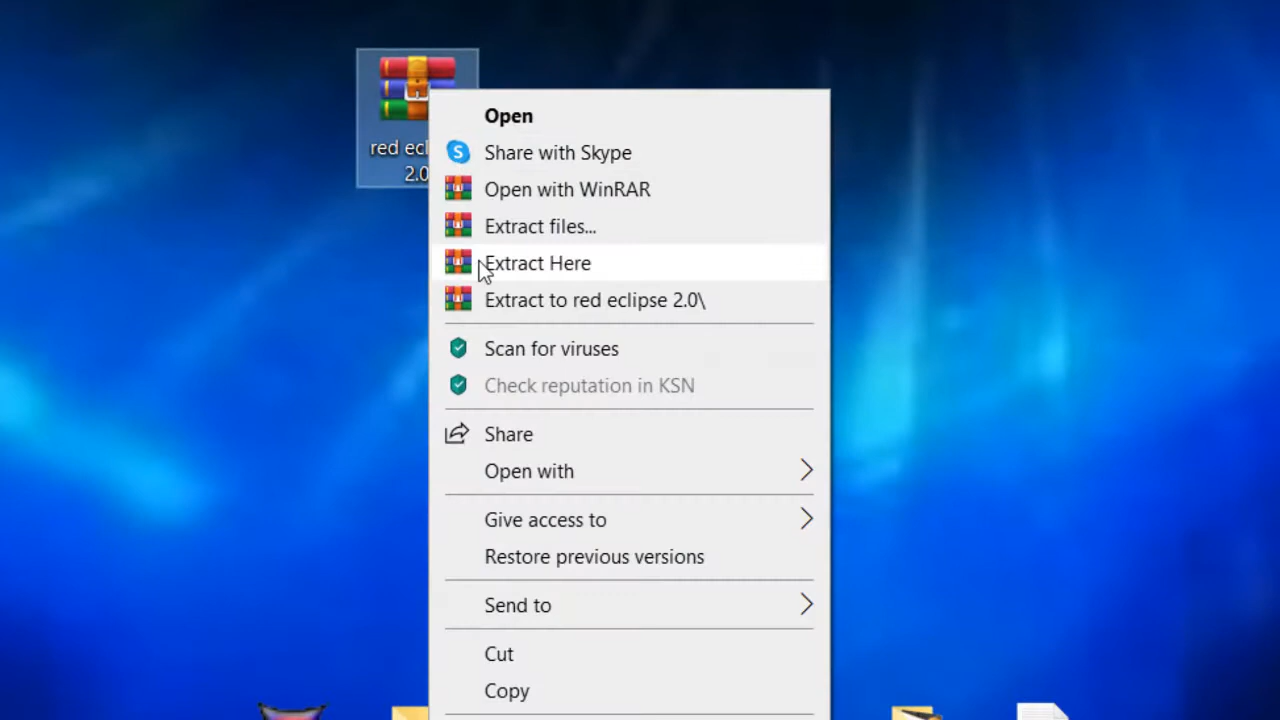 red ecl
2.0
Open
Share with Skype
Open with WinRAR
Extract files...
Extract Here
Extract to red eclipse 2.0\
Scan for viruses
Check reputation in KSN
Share
Open with
Give access to
Restore previous versions
Send to
Cut
Copy